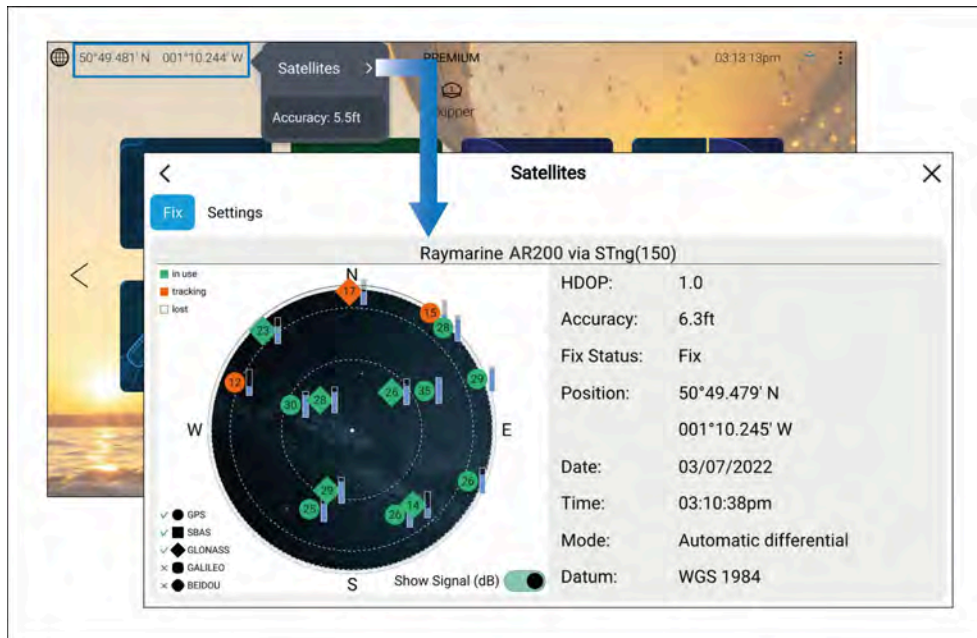 50°49.481' N 001°10.244' W
Satellites >
Accuracy: 5.5ft
PREMIUM
03:13:13pm
Satellites
Fix Settings
Raymarine AR200 via STng(150)
in use
tracking
lost
N
W
E
S
17
15
28
23
29
12
30
28
26
35
26
29
25
26
14
GPS
SBAS
GLONASS
GALILEO
BEIDOU
Show Signal (dB)
HDOP: 1.0
Accuracy: 6.3ft
Fix Status: Fix
Position: 50°49.479' N
001°10.245' W
Date: 03/07/2022
Time: 03:10:38pm
Mode: Automatic differential
Datum: WGS 1984